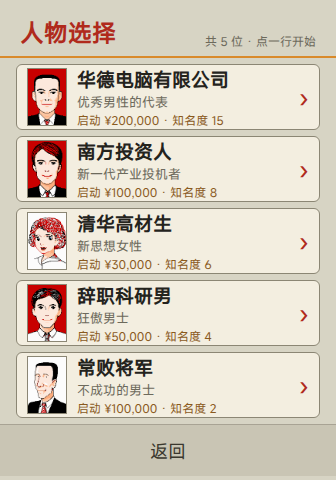 人物选择
共 5 位 · 点一行开始
华德电脑有限公司
优秀男性的代表
启动 ¥200,000 · 知名度 15
南方投资人
新一代产业投机者
启动 ¥100,000 · 知名度 8
清华高材生
新思想女性
启动 ¥30,000 · 知名度 6
辞职科研男
狂傲男士
启动 ¥50,000 · 知名度 4
常败将军
不成功的男士
启动 ¥100,000 · 知名度 2
返回